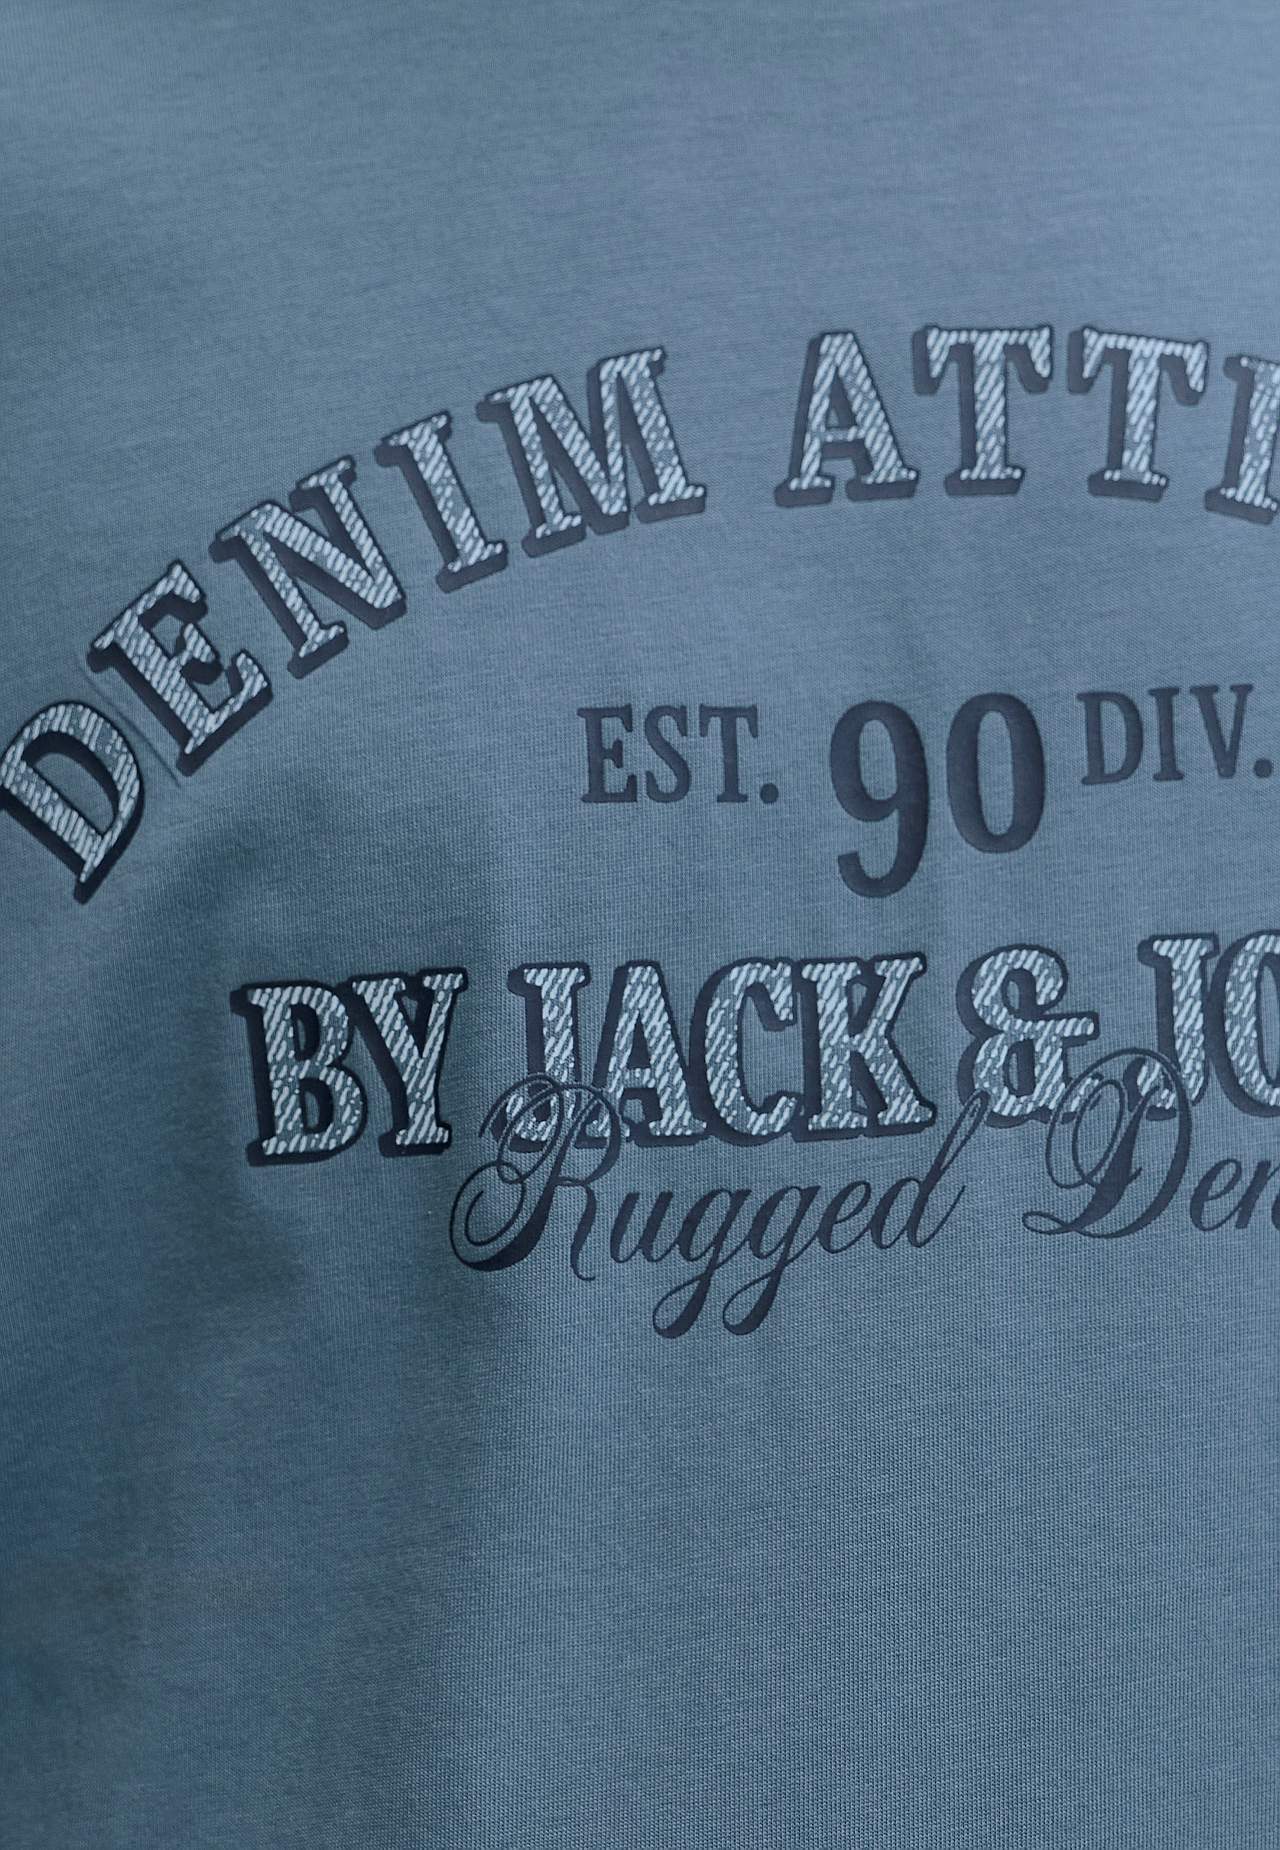 DENIM ATTI
EST. 90 DIV.
BY JACK & JO
Rugged Den